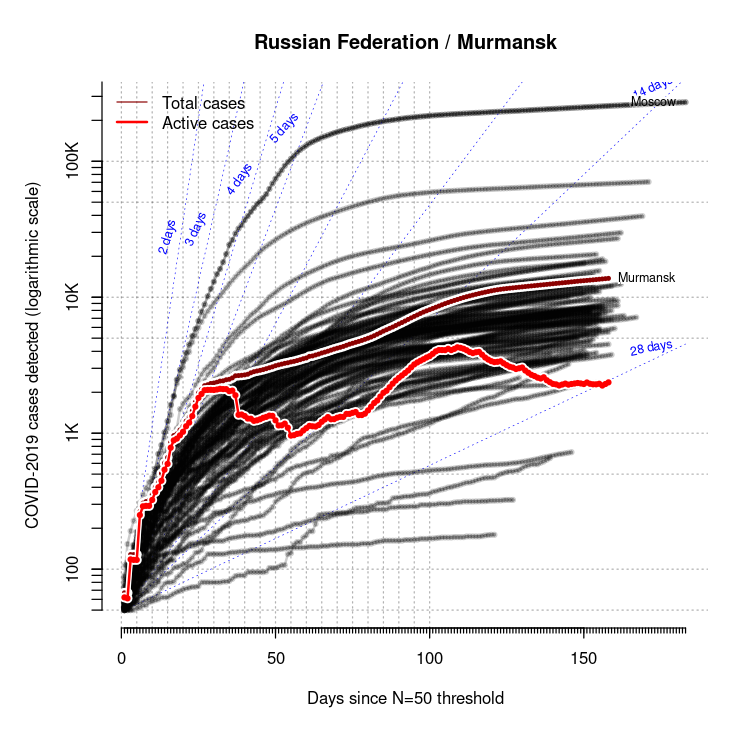 Russian Federation / Murmansk
Total cases
Active cases
2 days
3 days
4 days
5 days
14 days
28 days
Moscow
Murmansk
COVID-2019 cases detected (logarithmic scale)
100K
10K
1K
100
0
50
100
150
Days since N=50 threshold